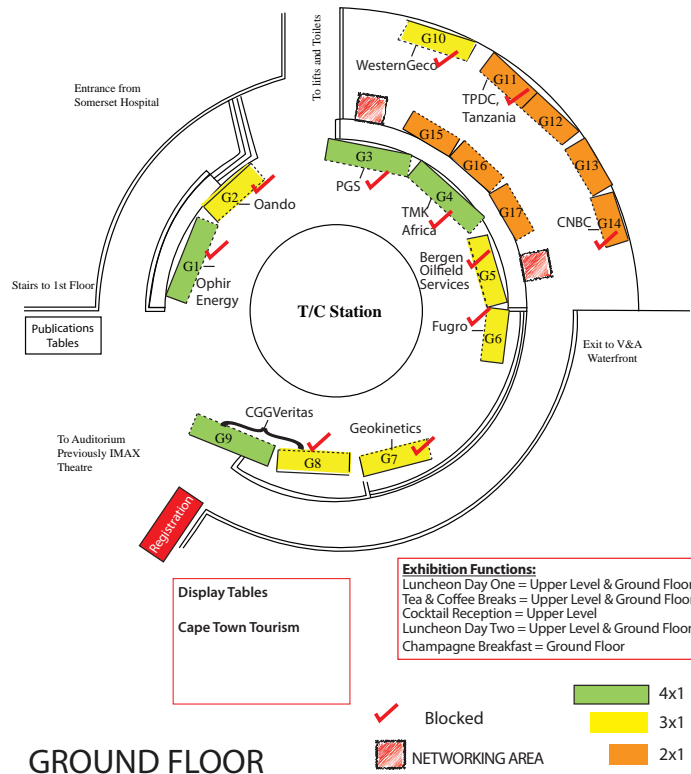 G10
WesternGeco
To lifts and Toilets
Entrance from
Somerset Hospital
G11
TPDC,
Tanzania
G12
G15
G16
G13
G3
PGS
G4
TMK
Africa
G17
CNBC
G14
G2
Oando
G1
Ophir
Energy
Bergen
Oilfield
Services
G5
Stairs to 1st Floor
Publications
Tables
T/C Station
Fugro
G6
Exit to V&A
Waterfront
CGGVeritas
Geokinetics
G9
G8
G7
To Auditorium
Previously IMAX
Theatre
Registration
Display Tables
Cape Town Tourism
Exhibition Functions:
Luncheon Day One = Upper Level & Ground Floor
Tea & Coffee Breaks = Upper Level & Ground Floor
Cocktail Reception = Upper Level
Luncheon Day Two = Upper Level & Ground Floor
Champagne Breakfast = Ground Floor
4x1
Blocked
3x1
GROUND FLOOR
NETWORKING AREA
2x1